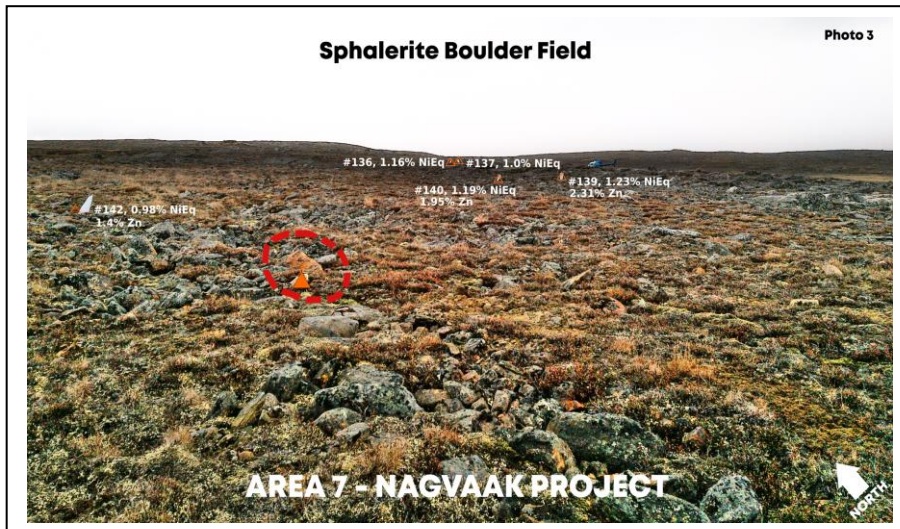 Photo 3
Sphalerite Boulder Field
#136, 1.16% NiEq
#137, 1.0% NiEq
#140, 1.19% NiEq
1.95% Zn
#139, 1.23% NiEq
2.31% Zn
#142, 0.98% NiEq
1.4% Zn
AREA 7 - NAGVAAK PROJECT
NORTH